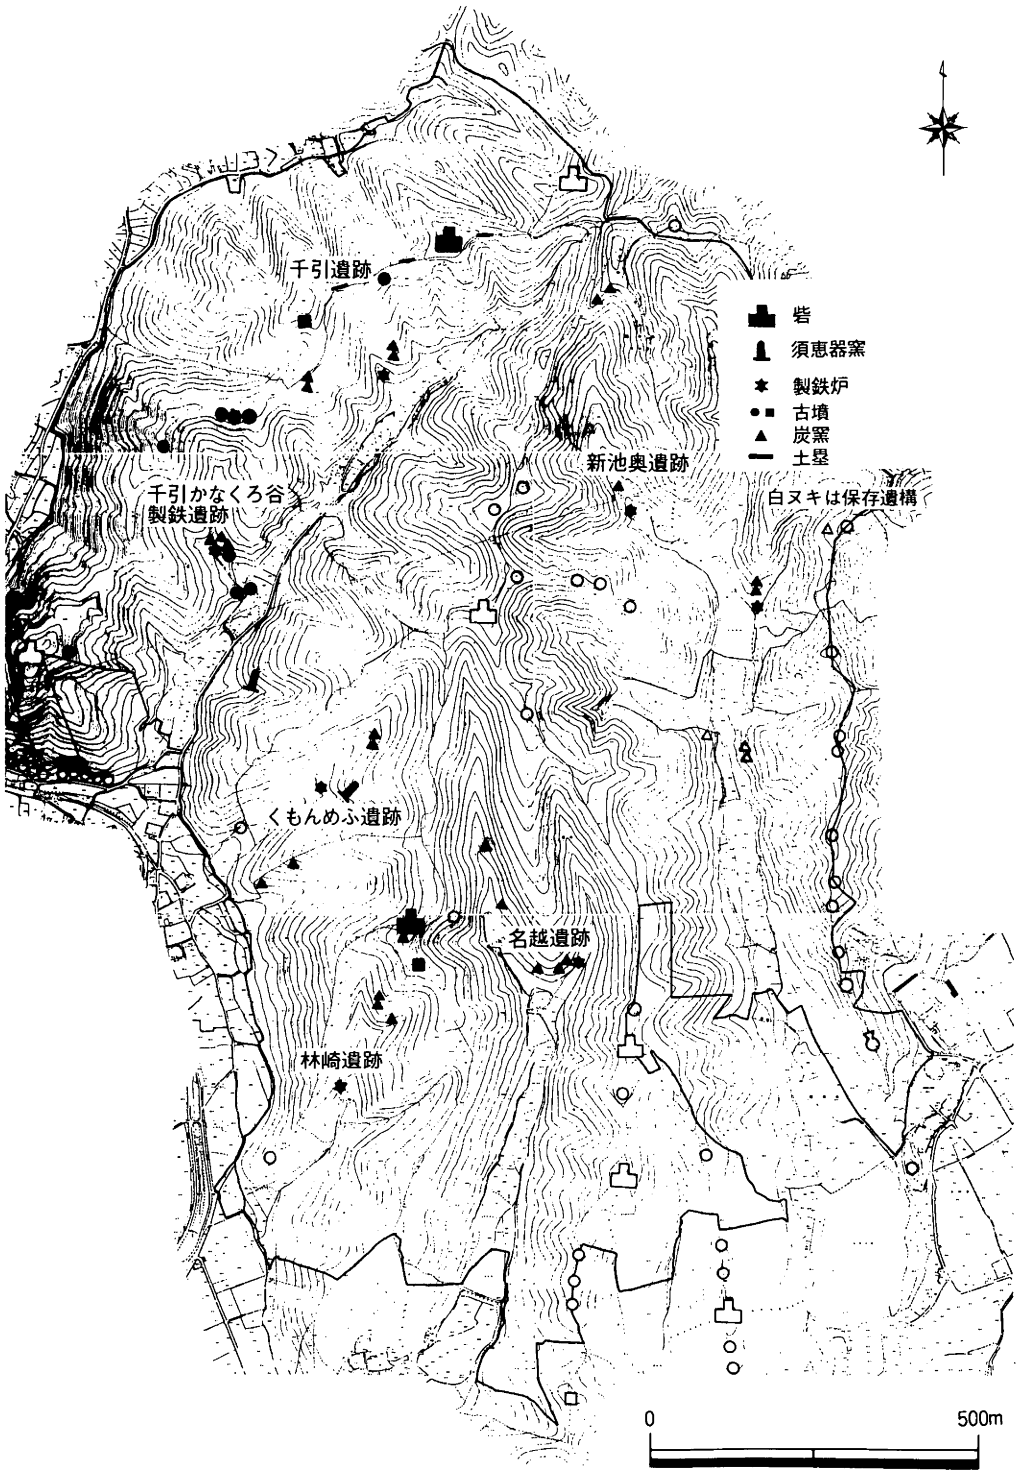 千引遺跡
砦
須恵器窯
製鉄炉
古墳
炭窯
土塁
新池奥遺跡
千引かなくろ谷
製鉄遺跡
白ヌキは保存遺構
くもんめふ遺跡
名越遺跡
林崎遺跡
0 500m